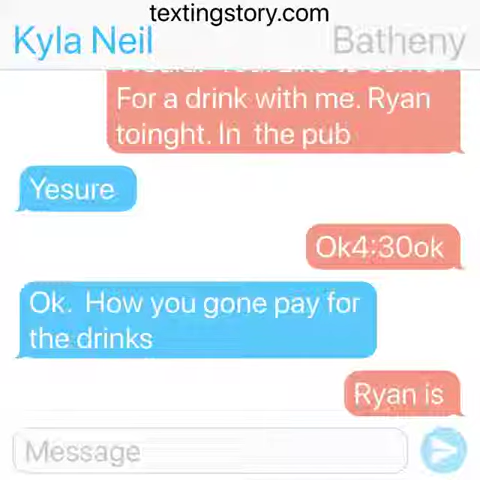 textingstory.com
Kyla Neil
Batheny
For a drink with me. Ryan
toinght. In the pub
Yesure
Ok4:30ok
Ok. How you gone pay for
the drinks
Ryan is
Message